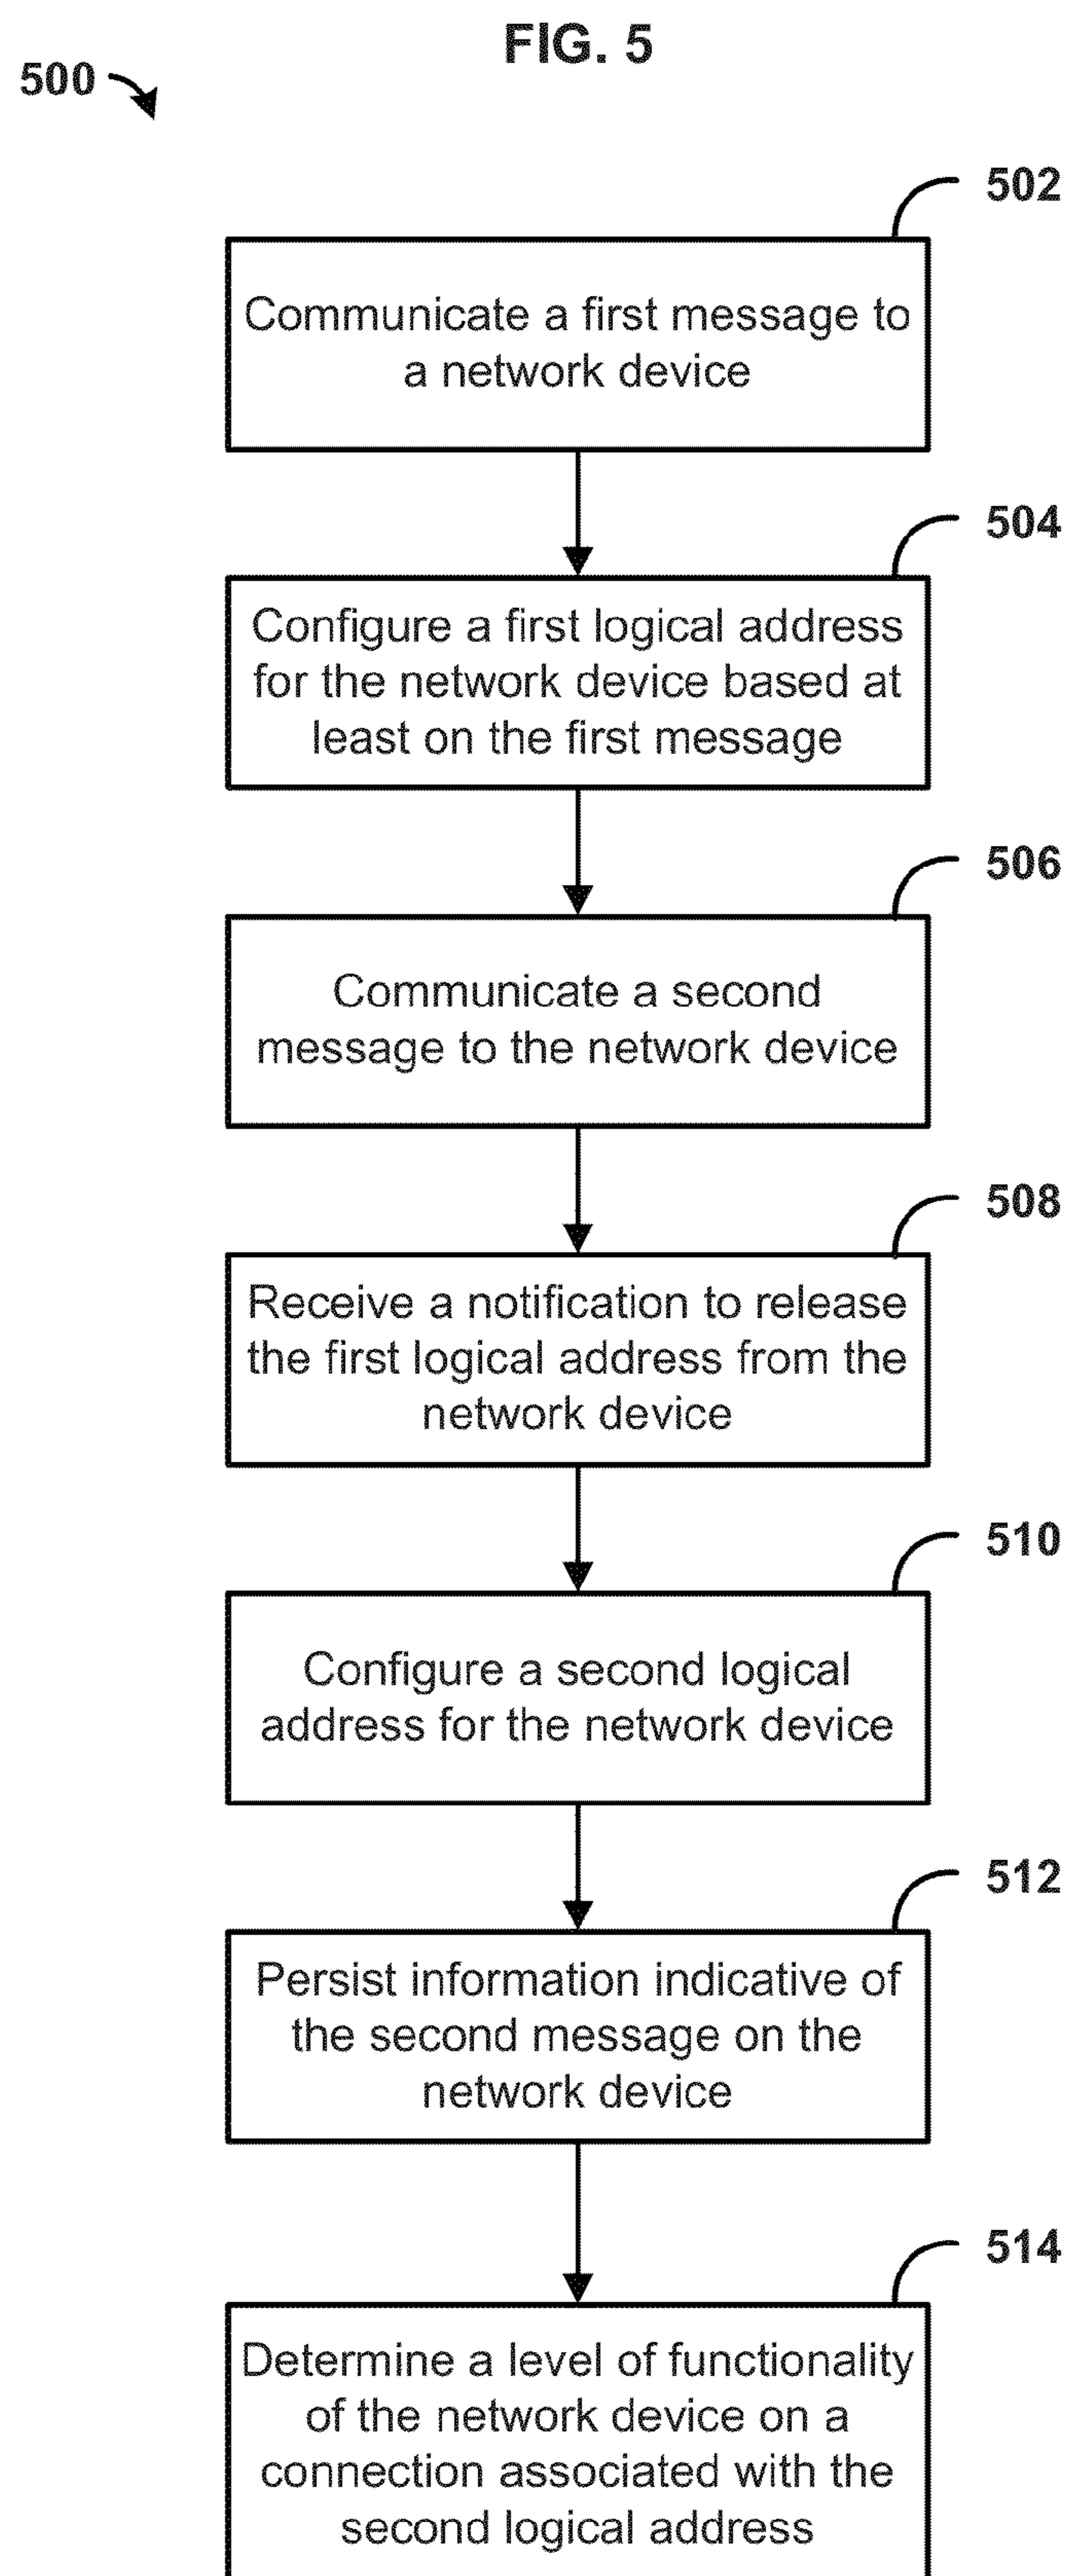 FIG. 5
500
502
Communicate a first message to
a network device
504
Configure a first logical address
for the network device based at
least on the first message
506
Communicate a second
message to the network device
508
Receive a notification to release
the first logical address from the
network device
510
Configure a second logical
address for the network device
512
Persist information indicative of
the second message on the
network device
514
Determine a level of functionality
of the network device on a
connection associated with the
second logical address